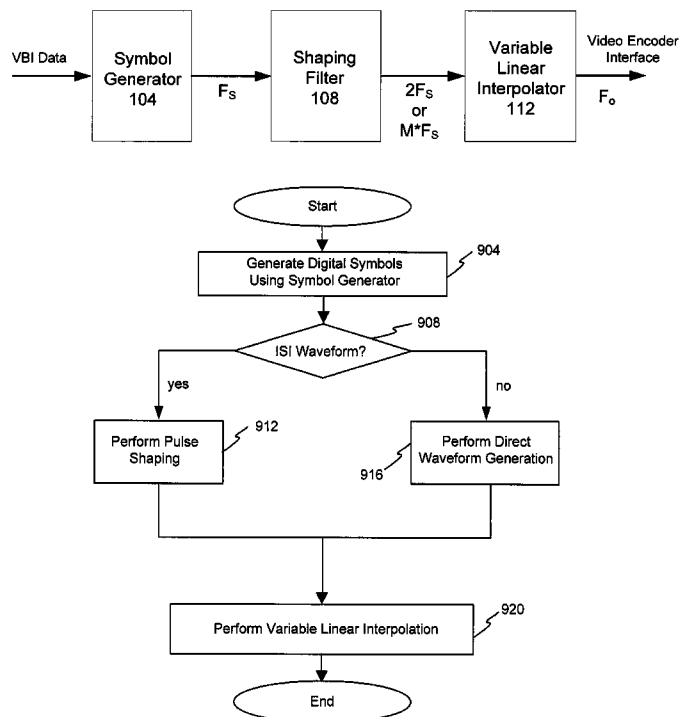 VBI Data
Symbol
Generator
104
Fs
Shaping
Filter
108
2Fs
or
M*Fs
Variable
Linear
Interpolator
112
Video Encoder
Interface
Fo
Start
Generate Digital Symbols
Using Symbol Generator
904
ISI Waveform?
908
yes
no
Perform Pulse
Shaping
912
Perform Direct
Waveform Generation
916
Perform Variable Linear Interpolation
920
End